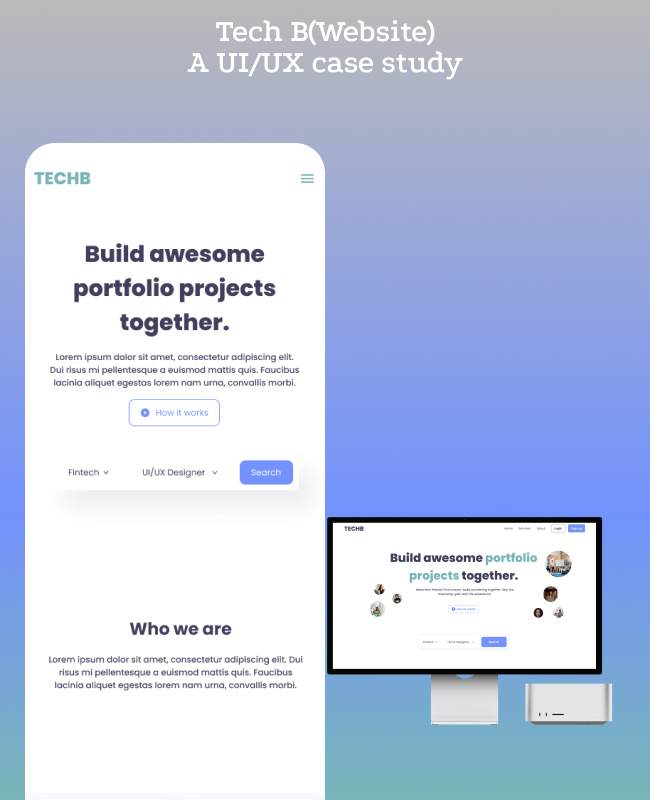 Tech B(Website)
A UI/UX case study
TECHB
Build awesome
portfolio projects
together.
Lorem ipsum dolor sit amet, consectetur adipiscing elit.
Dui risus mi pellentesque a euismod mattis quis. Faucibus
lacinia aliquet egestas lorem nam urna, convallis morbi.
How it works
Fintech UI/UX Designer Search
Who we are
Lorem ipsum dolor sit amet, consectetur adipiscing elit. Dui
risus mi pellentesque a euismod mattis quis. Faucibus
lacinia aliquet egestas lorem nam urna, convallis morbi.
TECHB Home Services About Login Sign up
Build awesome portfolio
projects together.
How it works
Fintech UI/UX Designer Search